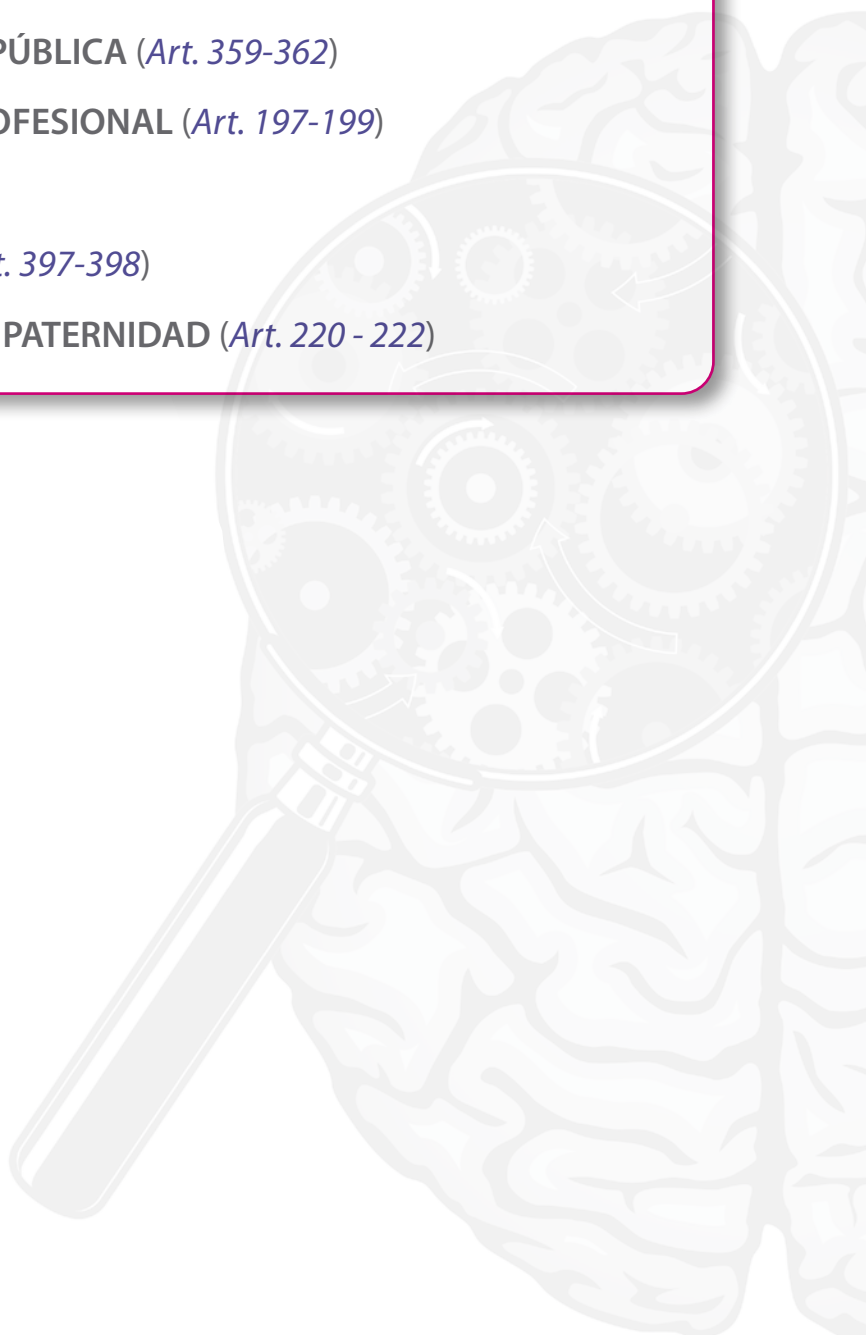 PÚBLICA (Art. 359-362)
OFESIONAL (Art. 197-199)
t. 397-398)
PATERNIDAD (Art. 220 - 222)